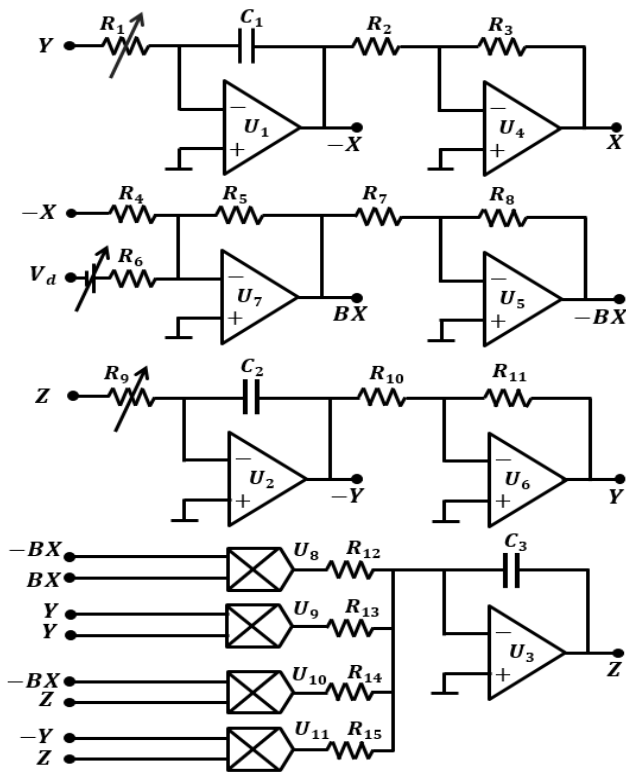 Y R₁ C₁ R₂ R₃
− + U₁ −X − + U₄ X
−X R₄ R₅ R₇ R₈
V_d R₆ − + U₇ BX − + U₅ −BX
Z R₉ C₂ R₁₀ R₁₁
− + U₂ −Y − + U₆ Y
−BX U₈ R₁₂ C₃
BX
Y U₉ R₁₃
Y − + U₃ Z
−BX U₁₀ R₁₄
Z
−Y U₁₁ R₁₅
Z